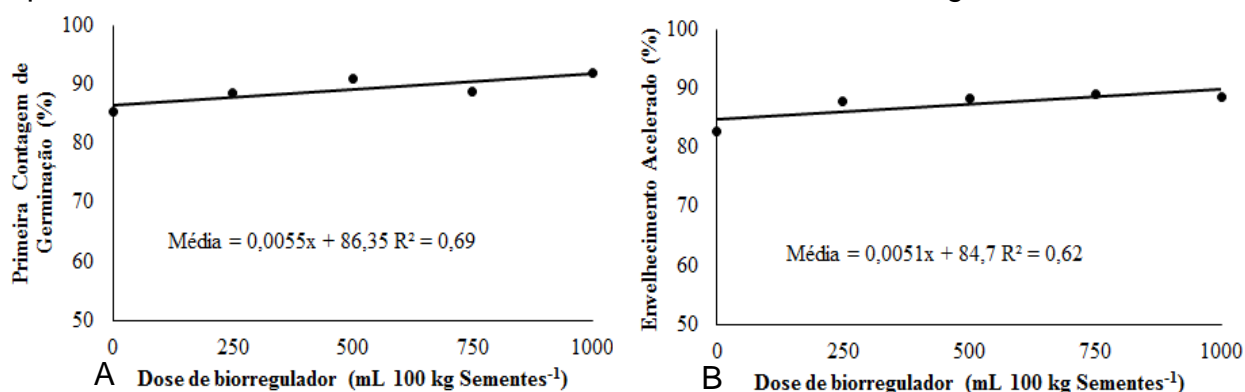 Primeira Contagem de
Germinação (%)
100
90
80
70
60
50
Média = 0,0055x + 86,35 R² = 0,69
0
250
500
750
1000
A
Dose de biorregulador (mL 100 kg Sementes⁻¹)
Envelhecimento Acelerado (%)
100
90
80
70
60
50
Média = 0,0051x + 84,7 R² = 0,62
0
250
500
750
1000
B
Dose de biorregulador (mL 100 kg Sementes⁻¹)